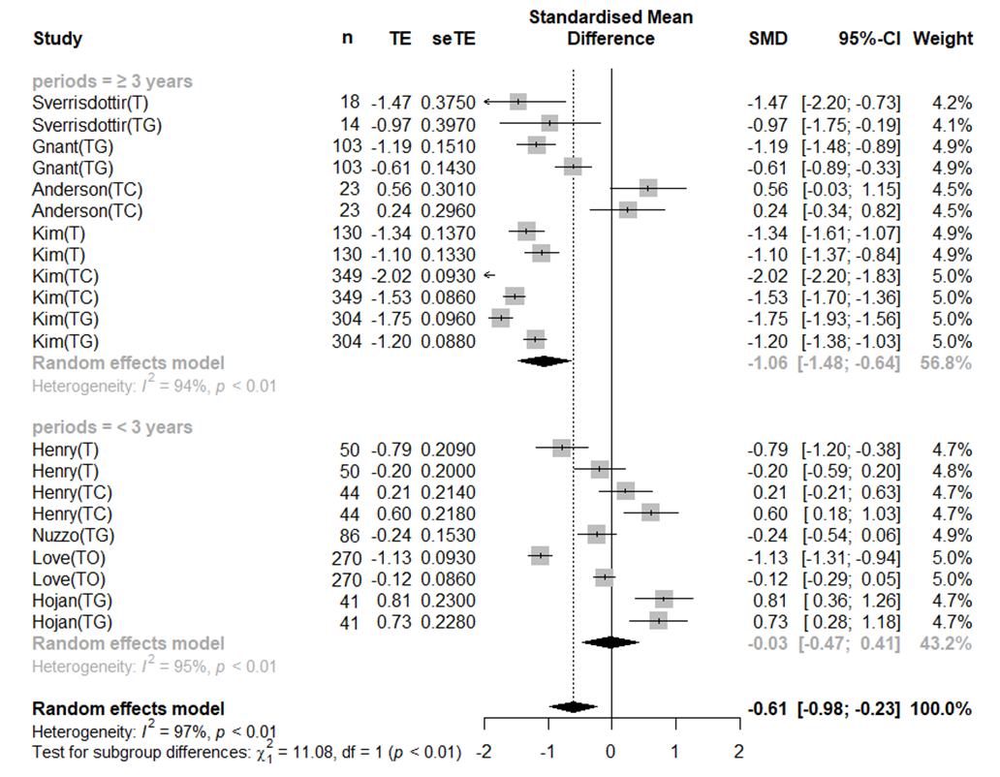 Standardised Mean
Study n TE seTE Difference SMD 95%-CI Weight
periods = ≥ 3 years
Sverrisdottir(T) 18 -1.47 0.3750 -1.47 [-2.20; -0.73] 4.2%
Sverrisdottir(TG) 14 -0.97 0.3970 -0.97 [-1.75; -0.19] 4.1%
Gnant(TG) 103 -1.19 0.1510 -1.19 [-1.48; -0.89] 4.9%
Gnant(TG) 103 -0.61 0.1430 -0.61 [-0.89; -0.33] 4.9%
Anderson(TC) 23 0.56 0.3010 0.56 [-0.03; 1.15] 4.5%
Anderson(TC) 23 0.24 0.2960 0.24 [-0.34; 0.82] 4.5%
Kim(T) 130 -1.34 0.1370 -1.34 [-1.61; -1.07] 4.9%
Kim(T) 130 -1.10 0.1330 -1.10 [-1.37; -0.84] 4.9%
Kim(TC) 349 -2.02 0.0930 -2.02 [-2.20; -1.83] 5.0%
Kim(TC) 349 -1.53 0.0860 -1.53 [-1.70; -1.36] 5.0%
Kim(TG) 304 -1.75 0.0960 -1.75 [-1.93; -1.56] 5.0%
Kim(TG) 304 -1.20 0.0880 -1.20 [-1.38; -1.03] 5.0%
Random effects model -1.06 [-1.48; -0.64] 56.8%
Heterogeneity: I² = 94%, p < 0.01
periods = < 3 years
Henry(T) 50 -0.79 0.2090 -0.79 [-1.20; -0.38] 4.7%
Henry(T) 50 -0.20 0.2000 -0.20 [-0.59; 0.20] 4.8%
Henry(TC) 44 0.21 0.2140 0.21 [-0.21; 0.63] 4.7%
Henry(TC) 44 0.60 0.2180 0.60 [ 0.18; 1.03] 4.7%
Nuzzo(TG) 86 -0.24 0.1530 -0.24 [-0.54; 0.06] 4.9%
Love(TO) 270 -1.13 0.0930 -1.13 [-1.31; -0.94] 5.0%
Love(TO) 270 -0.12 0.0860 -0.12 [-0.29; 0.05] 5.0%
Hojan(TG) 41 0.81 0.2300 0.81 [ 0.36; 1.26] 4.7%
Hojan(TG) 41 0.73 0.2280 0.73 [ 0.28; 1.18] 4.7%
Random effects model -0.03 [-0.47; 0.41] 43.2%
Heterogeneity: I² = 95%, p < 0.01
Random effects model -0.61 [-0.98; -0.23] 100.0%
Heterogeneity: I² = 97%, p < 0.01
Test for subgroup differences: χ²₁ = 11.08, df = 1 (p < 0.01) -2 -1 0 1 2